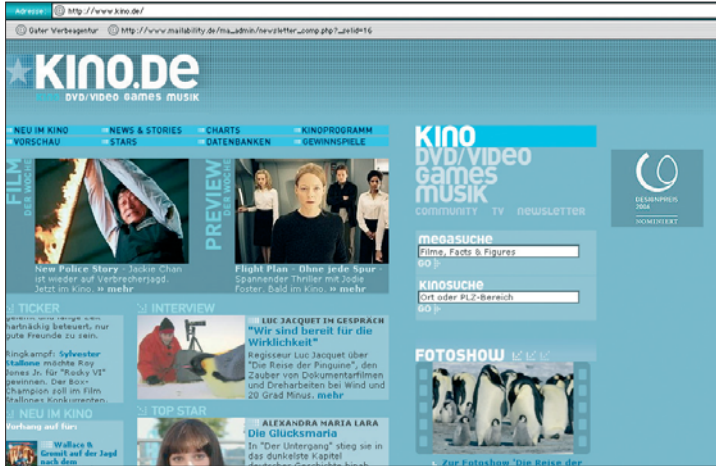 Adresse: http://www.kino.de/
Gater Werbeagentur http://www.mailability.de/ma_admin/newsletter_comp.php?_selid=16
KINO.DE
KINO DVD/VIDEO GAMES MUSIK
NEU IM KINO NEWS & STORIES CHARTS KINOPROGRAMM
VORSCHAU STARS DATENBANKEN GEWINNSPIELE
FILM
DER WOCHE
New Police Story - Jackie Chan
ist wieder auf Verbrecherjagd.
Jetzt im Kino. » mehr
PREVIEW
DER WOCHE
Flight Plan - Ohne jede Spur -
Spannender Thriller mit Jodie
Foster. Bald im Kino. » mehr
TICKER
hartnäckig beteuert, nur
gute Freunde zu sein.
Ringkampf: Sylvester
Stallone möchte Roy
Jones Jr. für "Rocky VI"
gewinnen. Der Box-
Champion soll im Film
Stallones Konkurrenten.
NEU IM KINO
Vorhang auf für:
Wallace &
Gromit auf der Jagd
nach dem
INTERVIEW
LUC JACQUET IM GESPRÄCH
"Wir sind bereit für die
Wirklichkeit"
Regisseur Luc Jacquet über
"Die Reise der Pinguine", den
Zauber von Dokumentarfilmen
und Dreharbeiten bei Wind und
20 Grad Minus. mehr
TOP STAR
ALEXANDRA MARIA LARA
Die Glücksmaria
In "Der Untergang" stieg sie in
das dunkelste Kapitel
deutscher Geschichte hinab
KINO
DVD/VIDEO
GAMES
MUSIK
COMMUNITY TV NEWSLETTER
MEGASUCHE
Filme, Facts & Figures
GO
KINOSUCHE
Ort oder PLZ-Bereich
GO
FOTOSHOW
Zur Fotoshow 'Die Reise der
DESIGNPREIS
2006
NOMINIERT